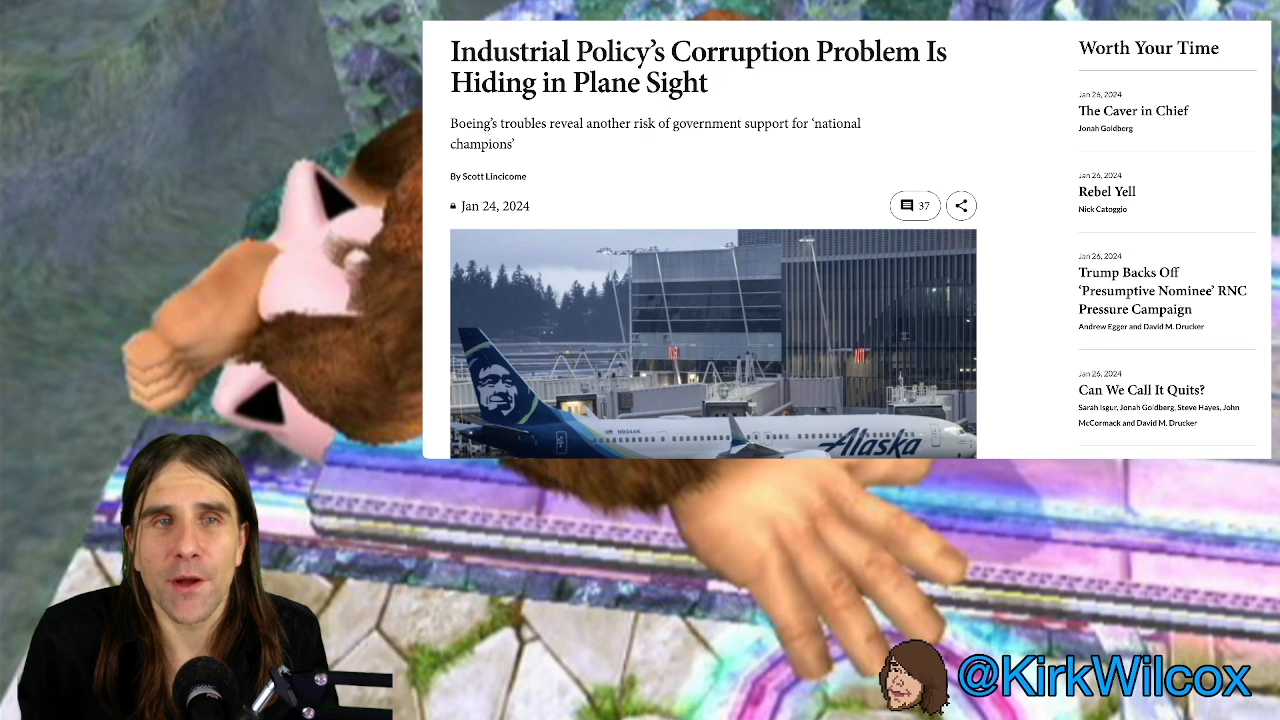 Industrial Policy’s Corruption Problem Is
Hiding in Plane Sight
Boeing’s troubles reveal another risk of government support for ‘national
champions’
By Scott Lincicome
Jan 24, 2024
37
Alaska
N934AK
Worth Your Time
Jan 26, 2024
The Caver in Chief
Jonah Goldberg
Jan 26, 2024
Rebel Yell
Nick Catoggio
Jan 26, 2024
Trump Backs Off
‘Presumptive Nominee’ RNC
Pressure Campaign
Andrew Egger and David M. Drucker
Jan 26, 2024
Can We Call It Quits?
Sarah Isgur, Jonah Goldberg, Steve Hayes, John
McCormack and David M. Drucker
@KirkWilcox